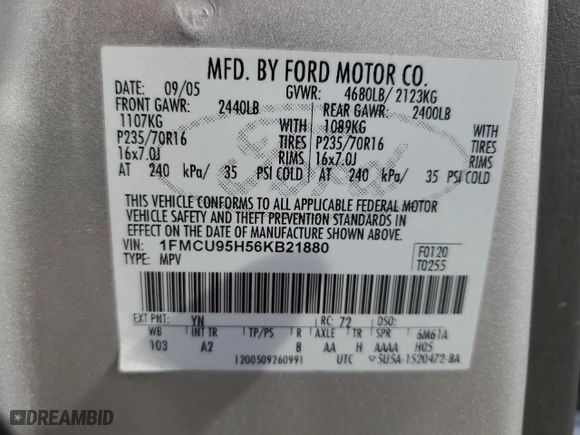 MFD. BY FORD MOTOR CO.
DATE: 09/05 GVWR: 4680LB/ 2123KG
FRONT GAWR: 2440LB REAR GAWR: 2400LB
1107KG WITH 1089KG WITH
P235/70R16 TIRES P235/70R16 TIRES
16x7.0J RIMS 16x7.0J RIMS
AT 240 kPa/ 35 PSI COLD AT 240 kPa/ 35 PSI COLD
THIS VEHICLE CONFORMS TO ALL APPLICABLE FEDERAL MOTOR
VEHICLE SAFETY AND THEFT PREVENTION STANDARDS IN
EFFECT ON THE DATE OF MANUFACTURE SHOWN ABOVE.
VIN: 1FMCU95H56KB21880 F0120
TYPE: MPV T0255
EXT PNT: YN RC: 72 DSO:
WB INT TR TP/PS R AXLE TR SPR 6M61A
103 A2 8 AA H AAAA H05
120050926099 UTC 5U5A-1520472-BA
Ford
DREAMBID